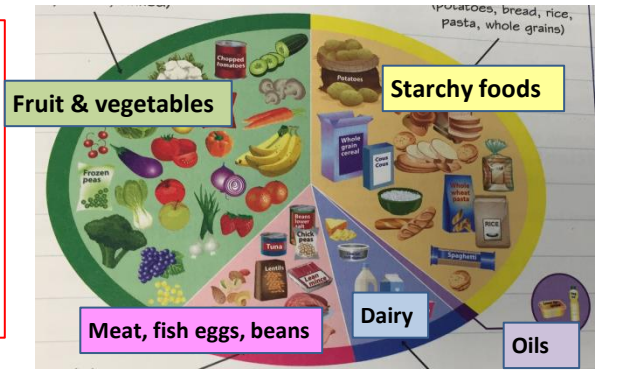 (potatoes, bread, rice,
pasta, whole grains)
Chopped
tomatoes
Potatoes
Fruit & vegetables
Starchy foods
Whole
grain
cereal
Cous
Cous
Frozen
peas
Whole
wheat
pasta
RICE
Beans
lower
salt
Chick
peas
Tuna
Lentils
Lean
mince
Spaghetti
Meat, fish eggs, beans
Dairy
Oils